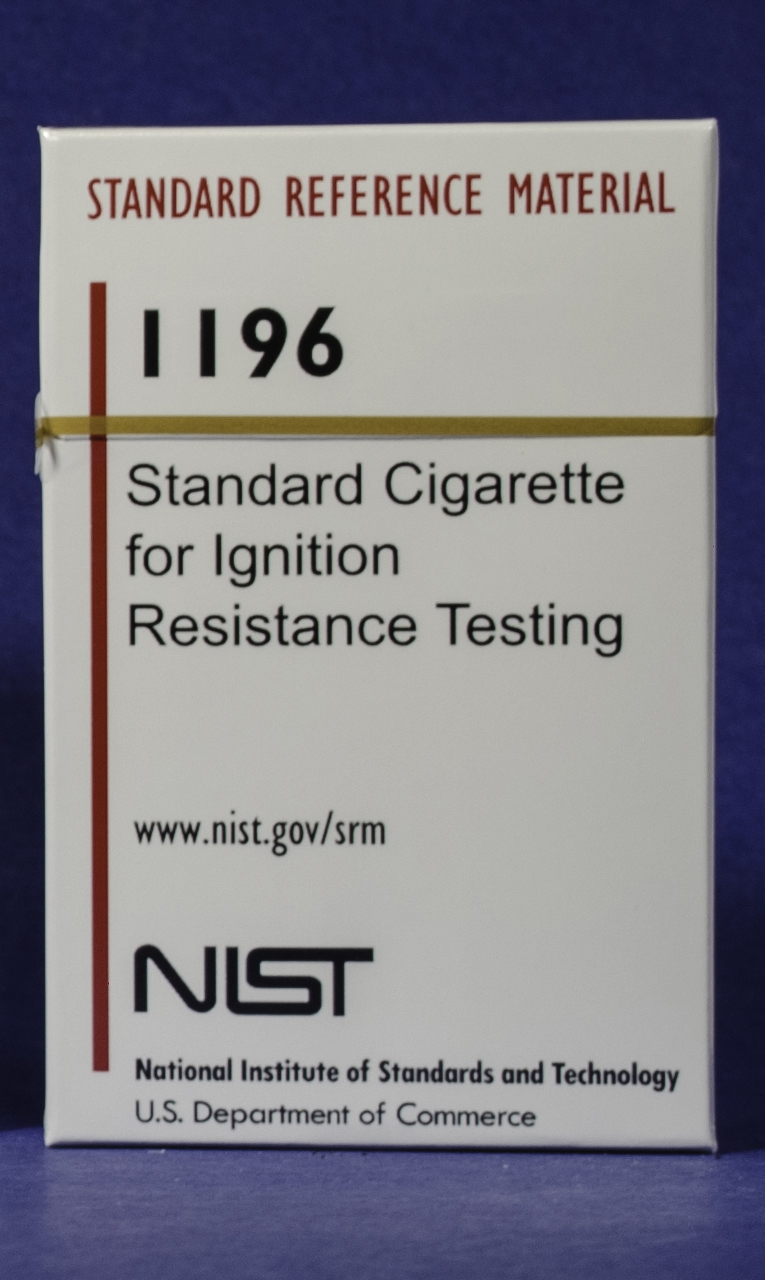 STANDARD REFERENCE MATERIAL
1196
Standard Cigarette
for Ignition
Resistance Testing
www.nist.gov/srm
NIST
National Institute of Standards and Technology
U.S. Department of Commerce